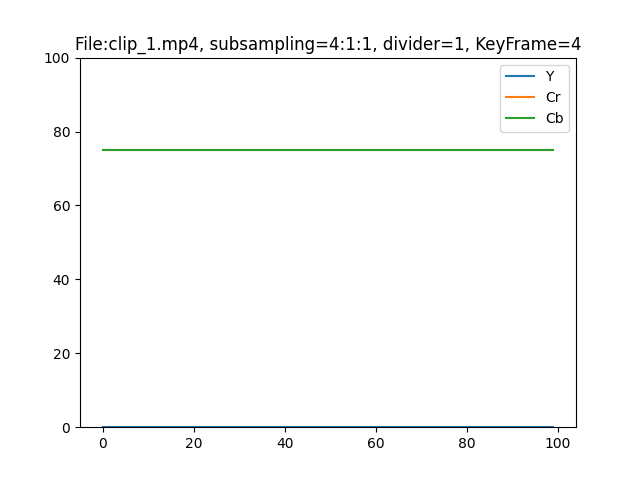 File:clip_1.mp4, subsampling=4:1:1, divider=1, KeyFrame=4
100
80
60
40
20
0
Y
Cr
Cb
0 20 40 60 80 100